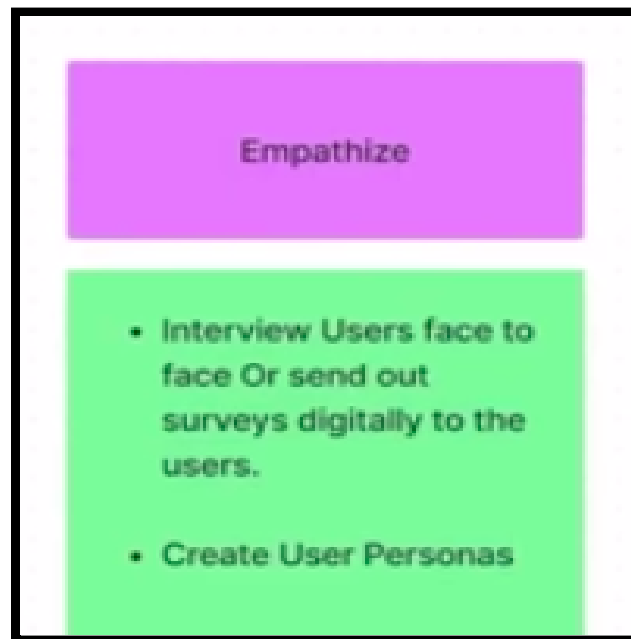 Empathize
• Interview Users face to
face Or send out
surveys digitally to the
users.
• Create User Personas